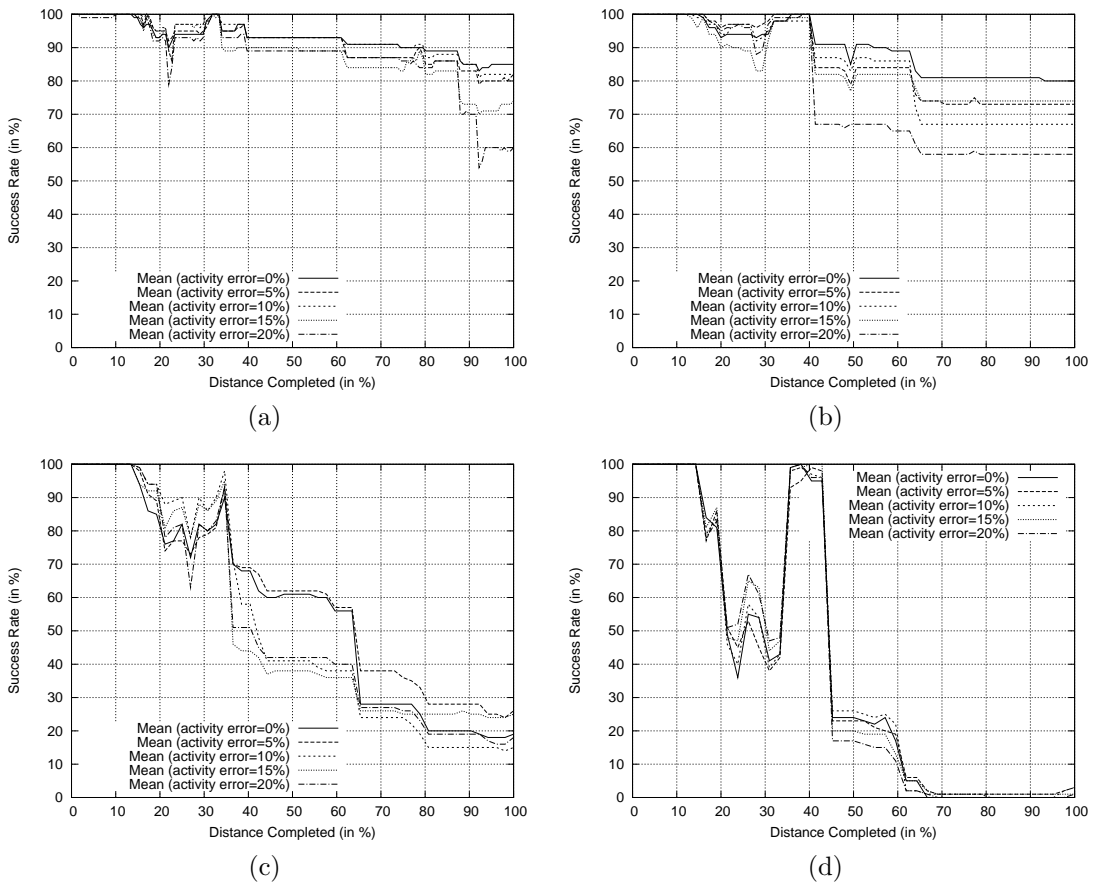 100
90
80
70
60
50
40
30
20
10
0
Success Rate (in %)
Mean (activity error=0%)
Mean (activity error=5%)
Mean (activity error=10%)
Mean (activity error=15%)
Mean (activity error=20%)
0 10 20 30 40 50 60 70 80 90 100
Distance Completed (in %)
(a)
100
90
80
70
60
50
40
30
20
10
0
Success Rate (in %)
Mean (activity error=0%)
Mean (activity error=5%)
Mean (activity error=10%)
Mean (activity error=15%)
Mean (activity error=20%)
0 10 20 30 40 50 60 70 80 90 100
Distance Completed (in %)
(b)
100
90
80
70
60
50
40
30
20
10
0
Success Rate (in %)
Mean (activity error=0%)
Mean (activity error=5%)
Mean (activity error=10%)
Mean (activity error=15%)
Mean (activity error=20%)
0 10 20 30 40 50 60 70 80 90 100
Distance Completed (in %)
(c)
100
90
80
70
60
50
40
30
20
10
0
Success Rate (in %)
Mean (activity error=0%)
Mean (activity error=5%)
Mean (activity error=10%)
Mean (activity error=15%)
Mean (activity error=20%)
0 10 20 30 40 50 60 70 80 90 100
Distance Completed (in %)
(d)